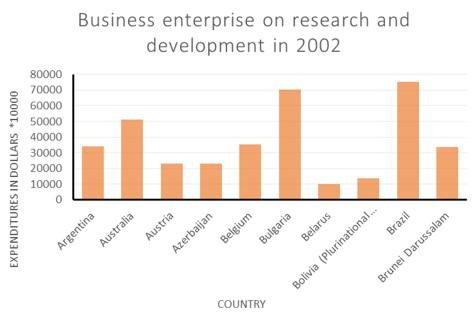 Business enterprise on research and
development in 2002
EXPENDITURES IN DOLLARS *10000
80000
70000
60000
50000
40000
30000
20000
10000
0
Argentina
Australia
Austria
Azerbaijan
Belgium
Bulgaria
Belarus
Bolivia (Plurinational...
Brazil
Brunei Darussalam
COUNTRY